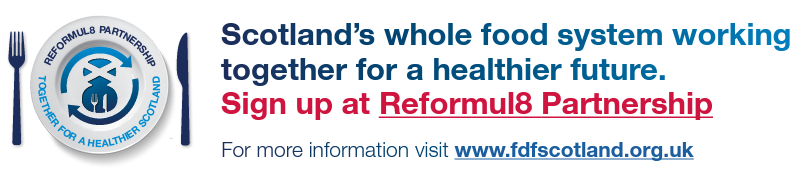 REFORMUL8 PARTNERSHIP
TOGETHER FOR A HEALTHIER SCOTLAND
Scotland's whole food system working
together for a healthier future.
Sign up at Reformul8 Partnership
For more information visit www.fdfscotland.org.uk